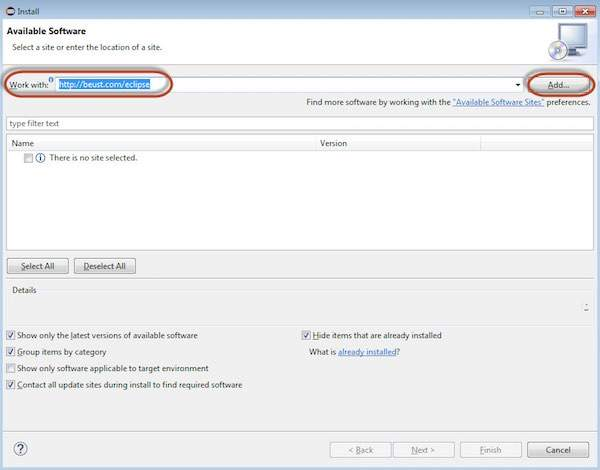 Install
Available Software
Select a site or enter the location of a site.
Work with: http://beust.com/eclipse Add...
Find more software by working with the "Available Software Sites" preferences.
type filter text
Name Version
There is no site selected.
Select All Deselect All
Details
Show only the latest versions of available software Hide items that are already installed
Group items by category What is already installed?
Show only software applicable to target environment
Contact all update sites during install to find required software
? < Back Next > Finish Cancel